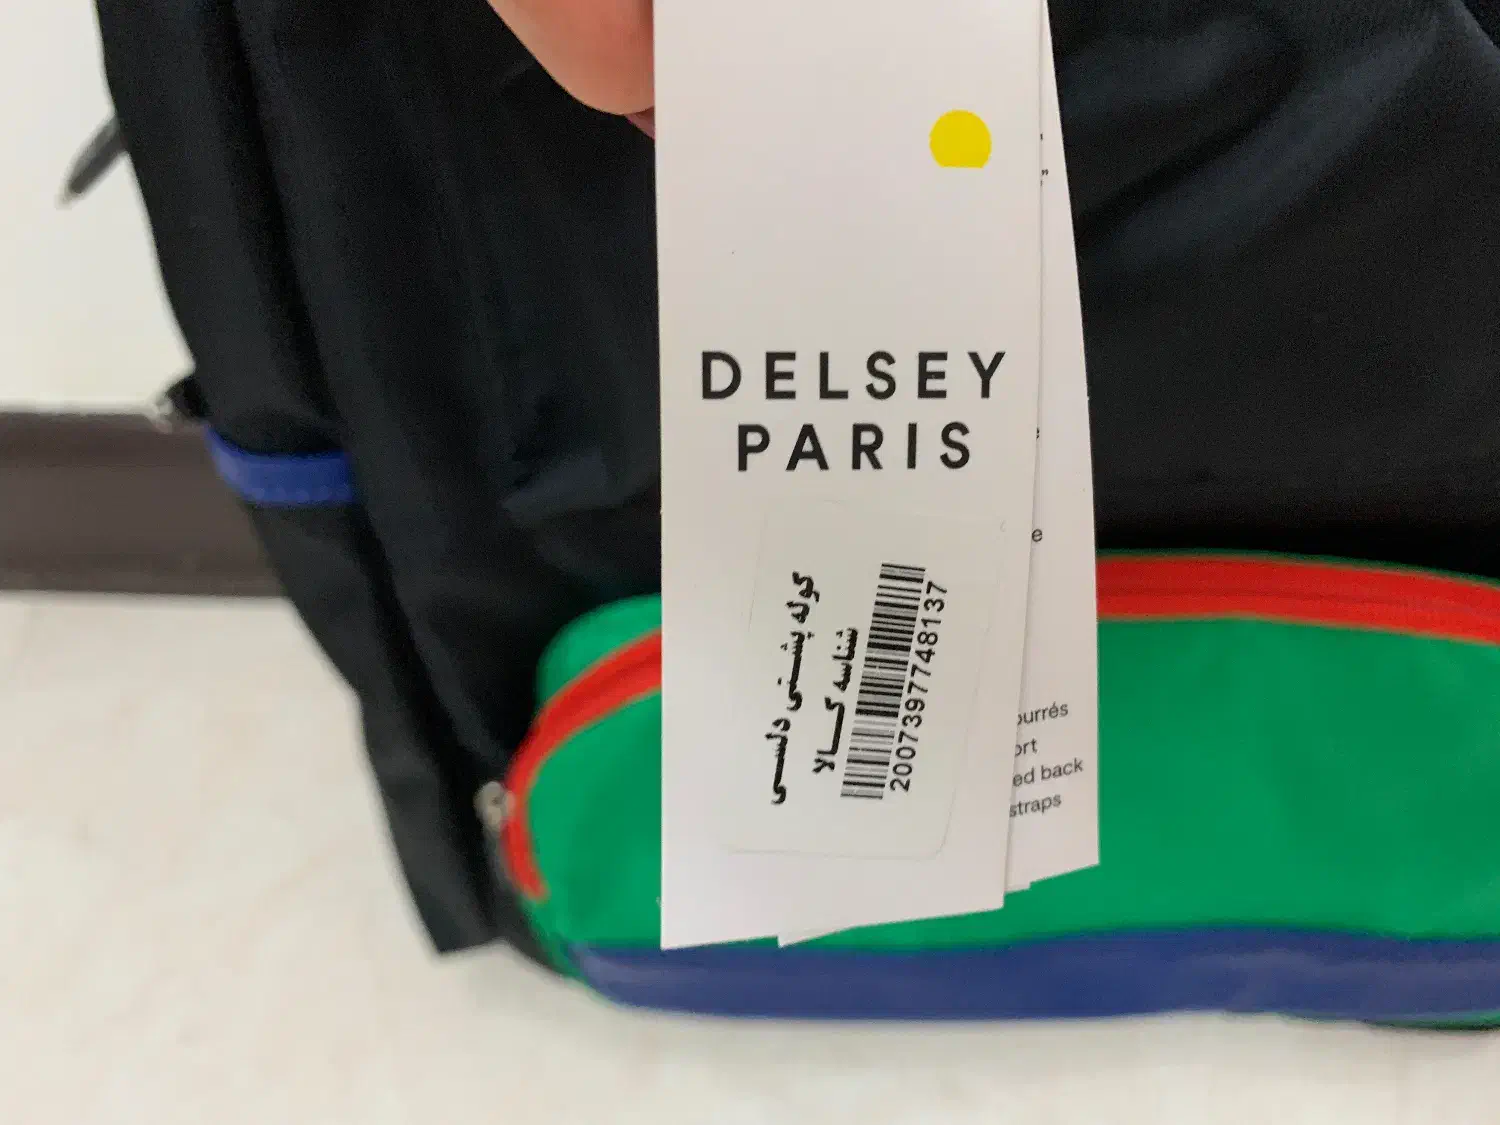 DELSEY
PARIS
کوله پشتی دلسی
شناسه کالا
2007397748137
e
ourrés
ort
ed back
straps